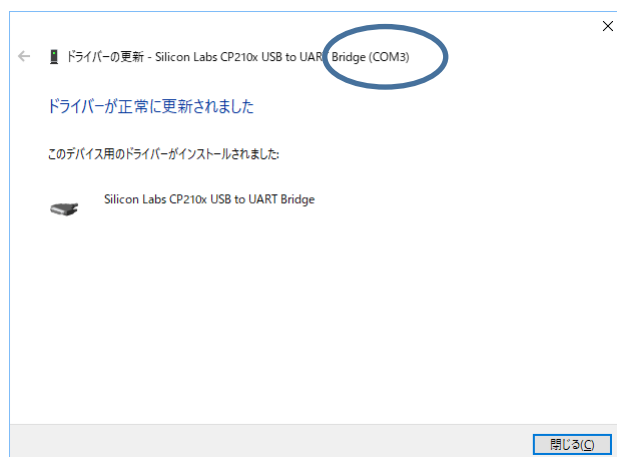 ドライバーの更新 - Silicon Labs CP210x USB to UART Bridge (COM3)
ドライバーが正常に更新されました
このデバイス用のドライバーがインストールされました:
Silicon Labs CP210x USB to UART Bridge
閉じる(C)